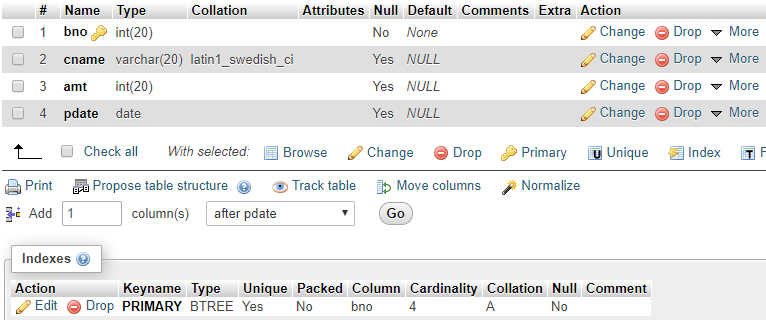 # Name Type Collation Attributes Null Default Comments Extra Action
1 bno int(20) No None Change Drop More
2 cname varchar(20) latin1_swedish_ci Yes NULL Change Drop More
3 amt int(20) Yes NULL Change Drop More
4 pdate date Yes NULL Change Drop More
Check all With selected: Browse Change Drop Primary Unique Index F
Print Propose table structure Track table Move columns Normalize
Add 1 column(s) after pdate Go
Indexes
Action Keyname Type Unique Packed Column Cardinality Collation Null Comment
Edit Drop PRIMARY BTREE Yes No bno 4 A No